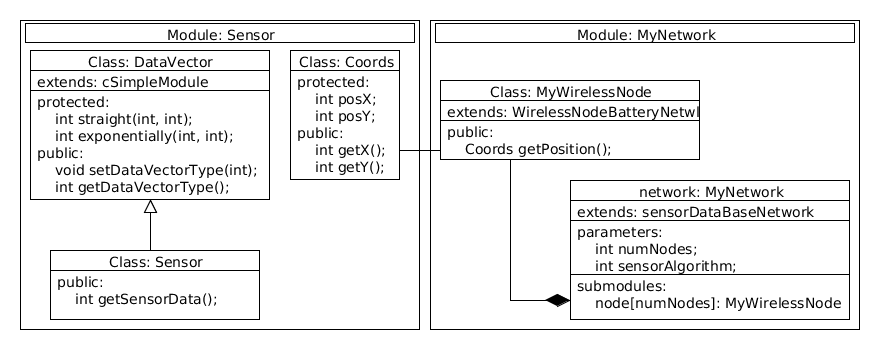 Module: Sensor
Class: DataVector
extends: cSimpleModule
protected:
int straight(int, int);
int exponentially(int, int);
public:
void setDataVectorType(int);
int getDataVectorType();
Class: Coords
protected:
int posX;
int posY;
public:
int getX();
int getY();
Class: Sensor
public:
int getSensorData();
Module: MyNetwork
Class: MyWirelessNode
extends: WirelessNodeBatteryNetwl
public:
Coords getPosition();
network: MyNetwork
extends: sensorDataBaseNetwork
parameters:
int numNodes;
int sensorAlgorithm;
submodules:
node[numNodes]: MyWirelessNode